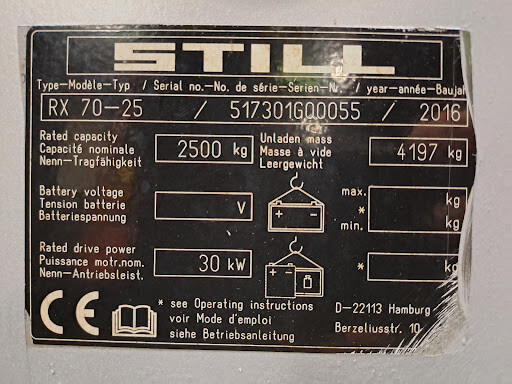 STILL
Type-Modèle-Typ / Serial no.-No. de série-Serien-Nr. / year-année-Baujahr
RX 70-25 / 517301G00055 / 2016
Rated capacity
Capacité nominale
Nenn-Tragfähigkeit
2500 kg
Unladen mass
Masse à vide
Leergewicht
4197 kg
Battery voltage
Tension batterie
Batteriespannung
V
max.
*
min.
kg
kg
Rated drive power
Puissance motr.nom.
Nenn-Antriebsleist.
30 kW
* kg
CE
* see Operating instructions
voir Mode d'emploi
siehe Betriebsanleitung
D-22113 Hamburg
Berzeliusstr. 10